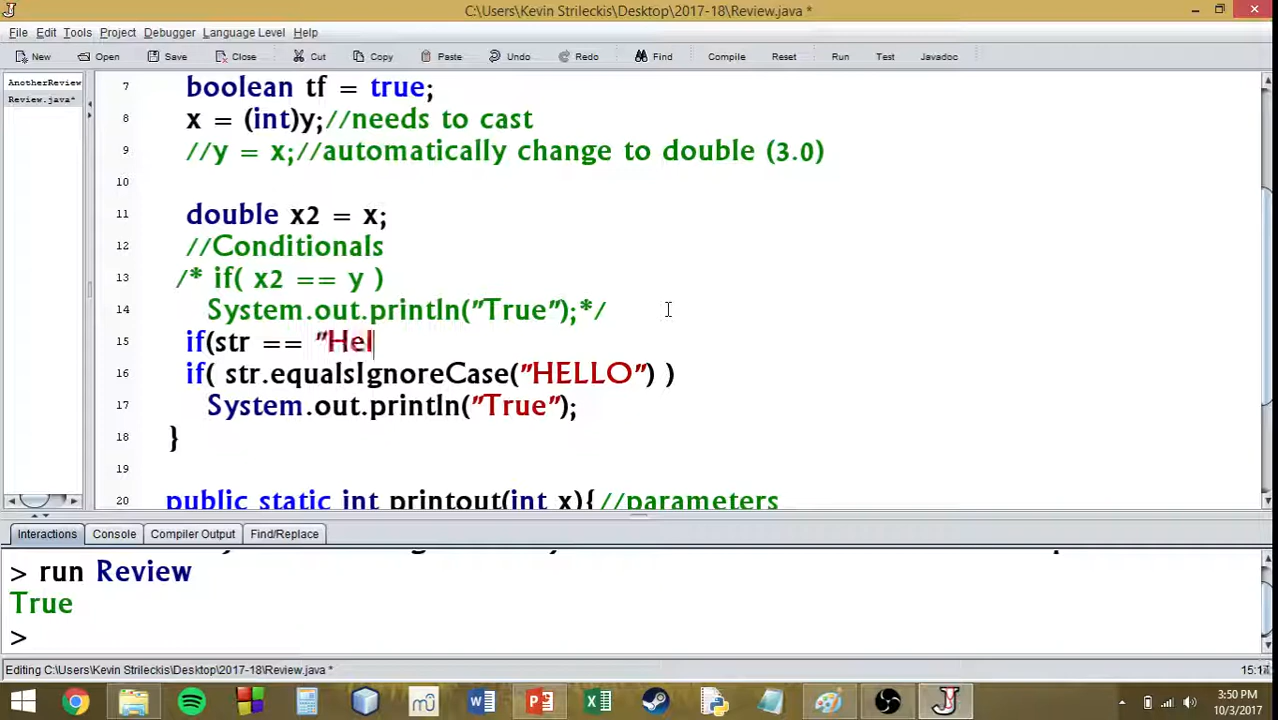 C:\Users\Kevin Strileckis\Desktop\2017-18\Review.java *
File Edit Tools Project Debugger Language Level Help
New Open Save Close Cut Copy Paste Undo Redo Find Compile Reset Run Test Javadoc
AnotherReview
Review.java*
7 boolean tf = true;
8 x = (int)y;//needs to cast
9 //y = x;//automatically change to double (3.0)
10
11 double x2 = x;
12 //Conditionals
13 /* if( x2 == y )
14 System.out.println("True");*/
15 if(str == "Hel
16 if( str.equalsIgnoreCase("HELLO") )
17 System.out.println("True");
18 }
19
20 public static int printout(int x){//parameters
Interactions Console Compiler Output Find/Replace
> run Review
True
>
Editing C:\Users\Kevin Strileckis\Desktop\2017-18\Review.java *
3:50 PM
10/3/2017